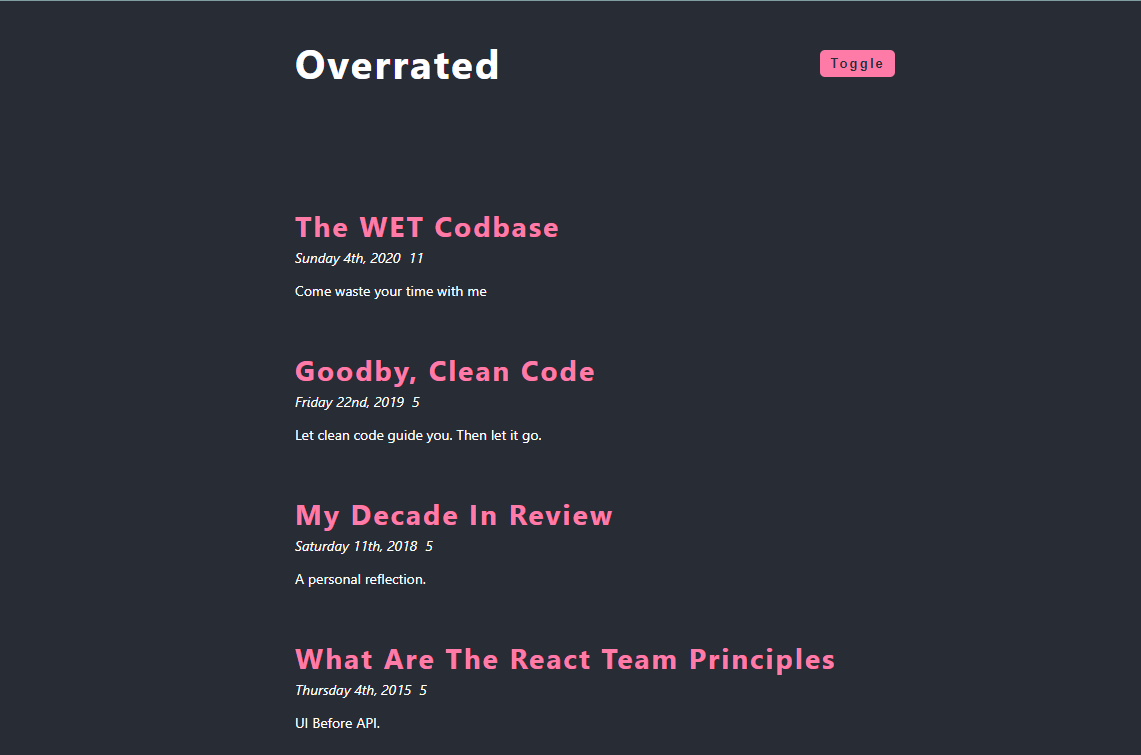 Overrated
Toggle
The WET Codbase
Sunday 4th, 2020 11
Come waste your time with me
Goodby, Clean Code
Friday 22nd, 2019 5
Let clean code guide you. Then let it go.
My Decade In Review
Saturday 11th, 2018 5
A personal reflection.
What Are The React Team Principles
Thursday 4th, 2015 5
UI Before API.